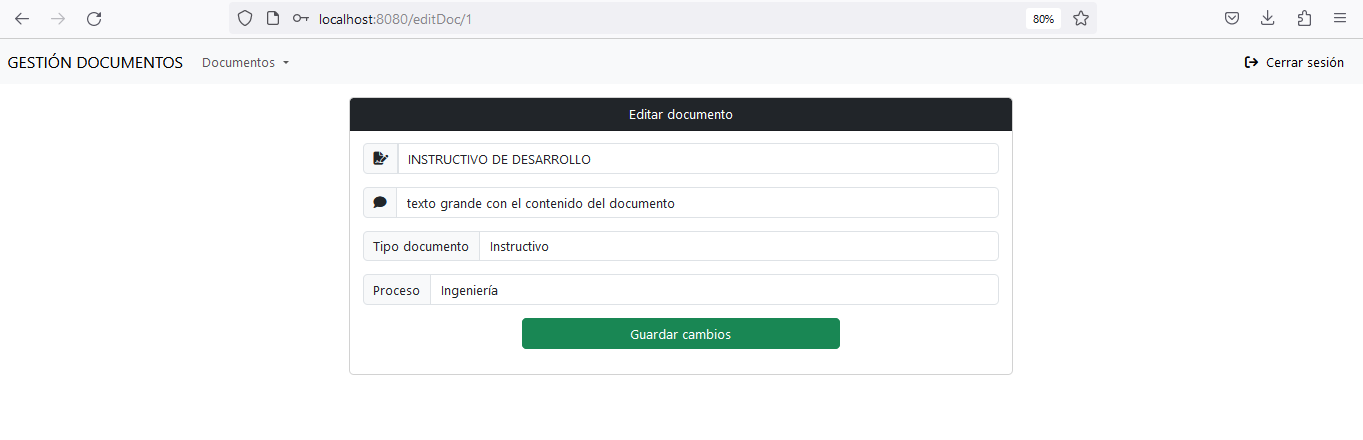 localhost:8080/editDoc/1 80%
GESTIÓN DOCUMENTOS Documentos Cerrar sesión
Editar documento
INSTRUCTIVO DE DESARROLLO
texto grande con el contenido del documento
Tipo documento Instructivo
Proceso Ingeniería
Guardar cambios